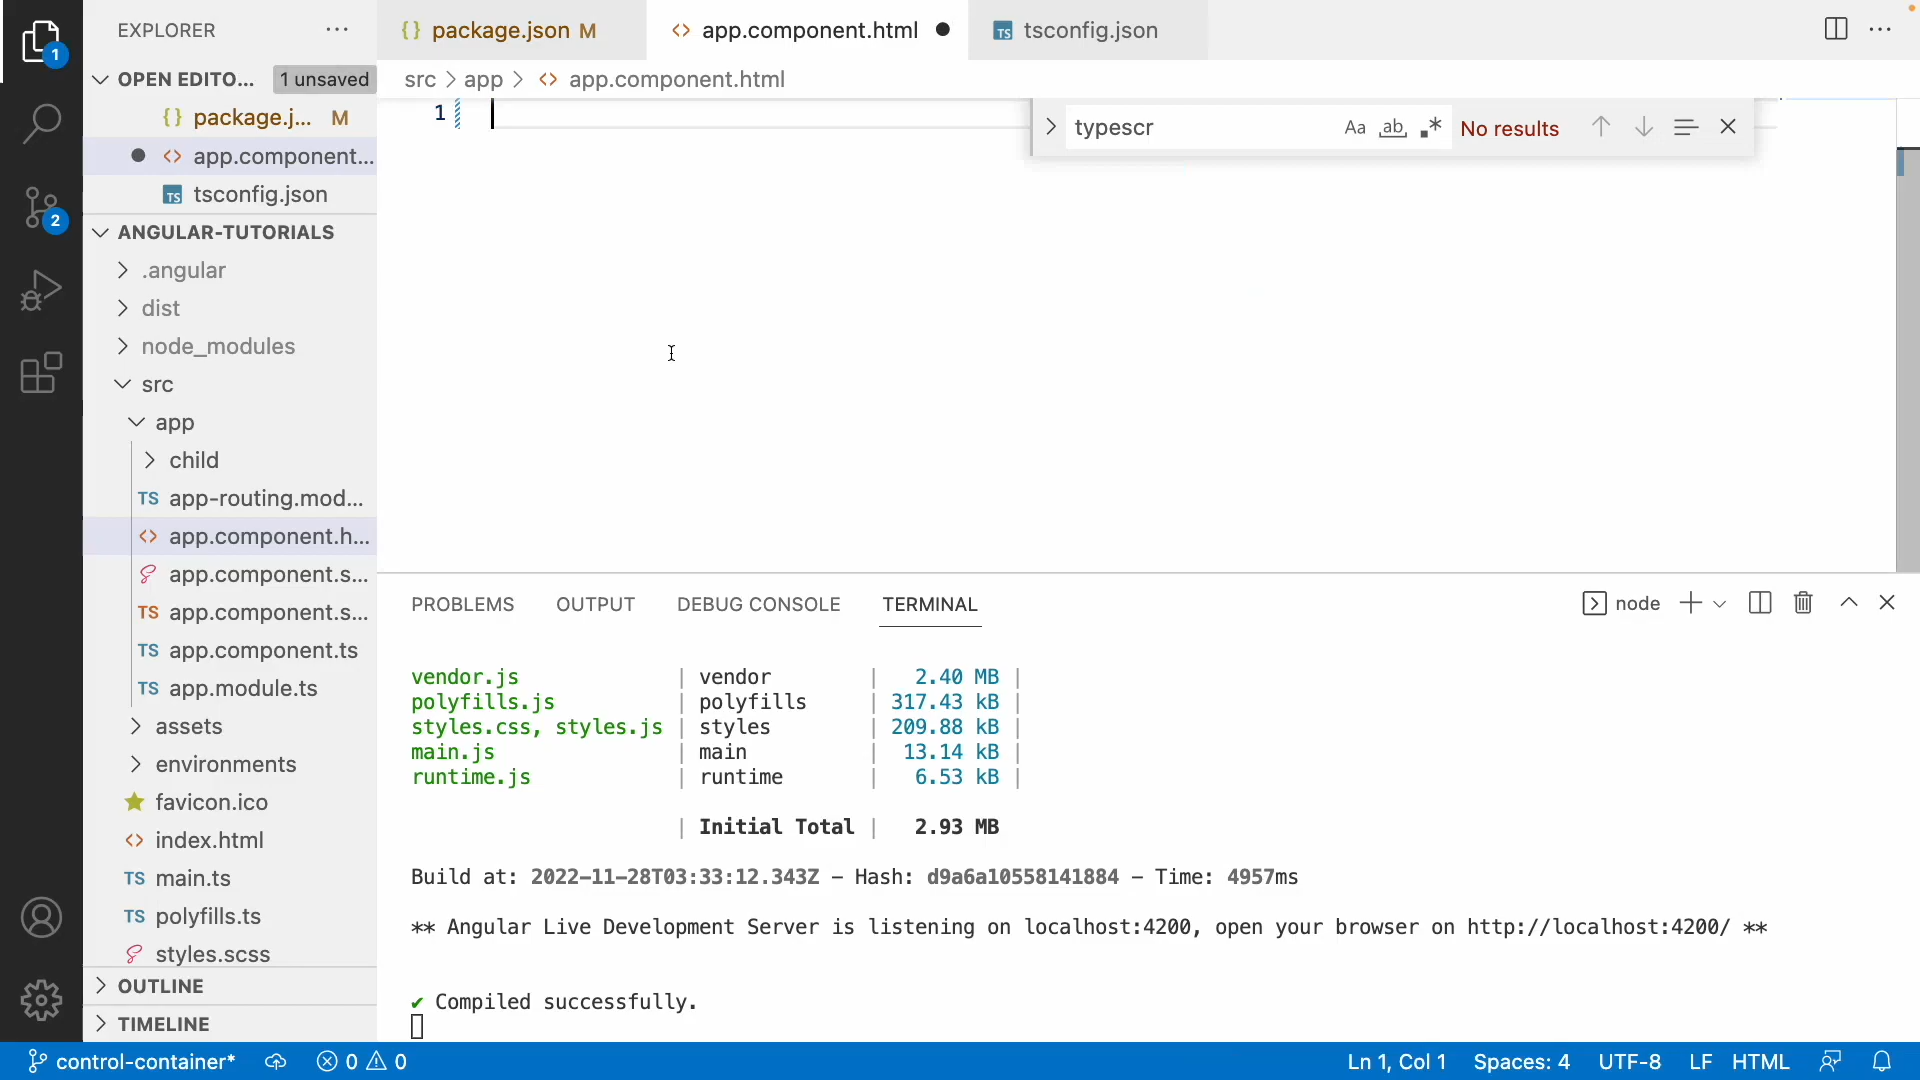 1
EXPLORER
OPEN EDITO... 1 unsaved
{} package.j... M
<> app.component...
TS tsconfig.json
ANGULAR-TUTORIALS
.angular
dist
node_modules
src
app
child
TS app-routing.mod...
<> app.component.h...
app.component.s...
TS app.component.s...
TS app.component.ts
TS app.module.ts
assets
environments
favicon.ico
<> index.html
TS main.ts
TS polyfills.ts
styles.scss
OUTLINE
TIMELINE
2
{} package.json M
<> app.component.html
TS tsconfig.json
src > app > <> app.component.html
1
typescr Aa ab .* No results
PROBLEMS OUTPUT DEBUG CONSOLE TERMINAL
node
vendor.js | vendor | 2.40 MB |
polyfills.js | polyfills | 317.43 kB |
styles.css, styles.js | styles | 209.88 kB |
main.js | main | 13.14 kB |
runtime.js | runtime | 6.53 kB |
| Initial Total | 2.93 MB
Build at: 2022-11-28T03:33:12.343Z - Hash: d9a6a10558141884 - Time: 4957ms
** Angular Live Development Server is listening on localhost:4200, open your browser on http://localhost:4200/ **
✔ Compiled successfully.
control-container* 0 0
Ln 1, Col 1 Spaces: 4 UTF-8 LF HTML